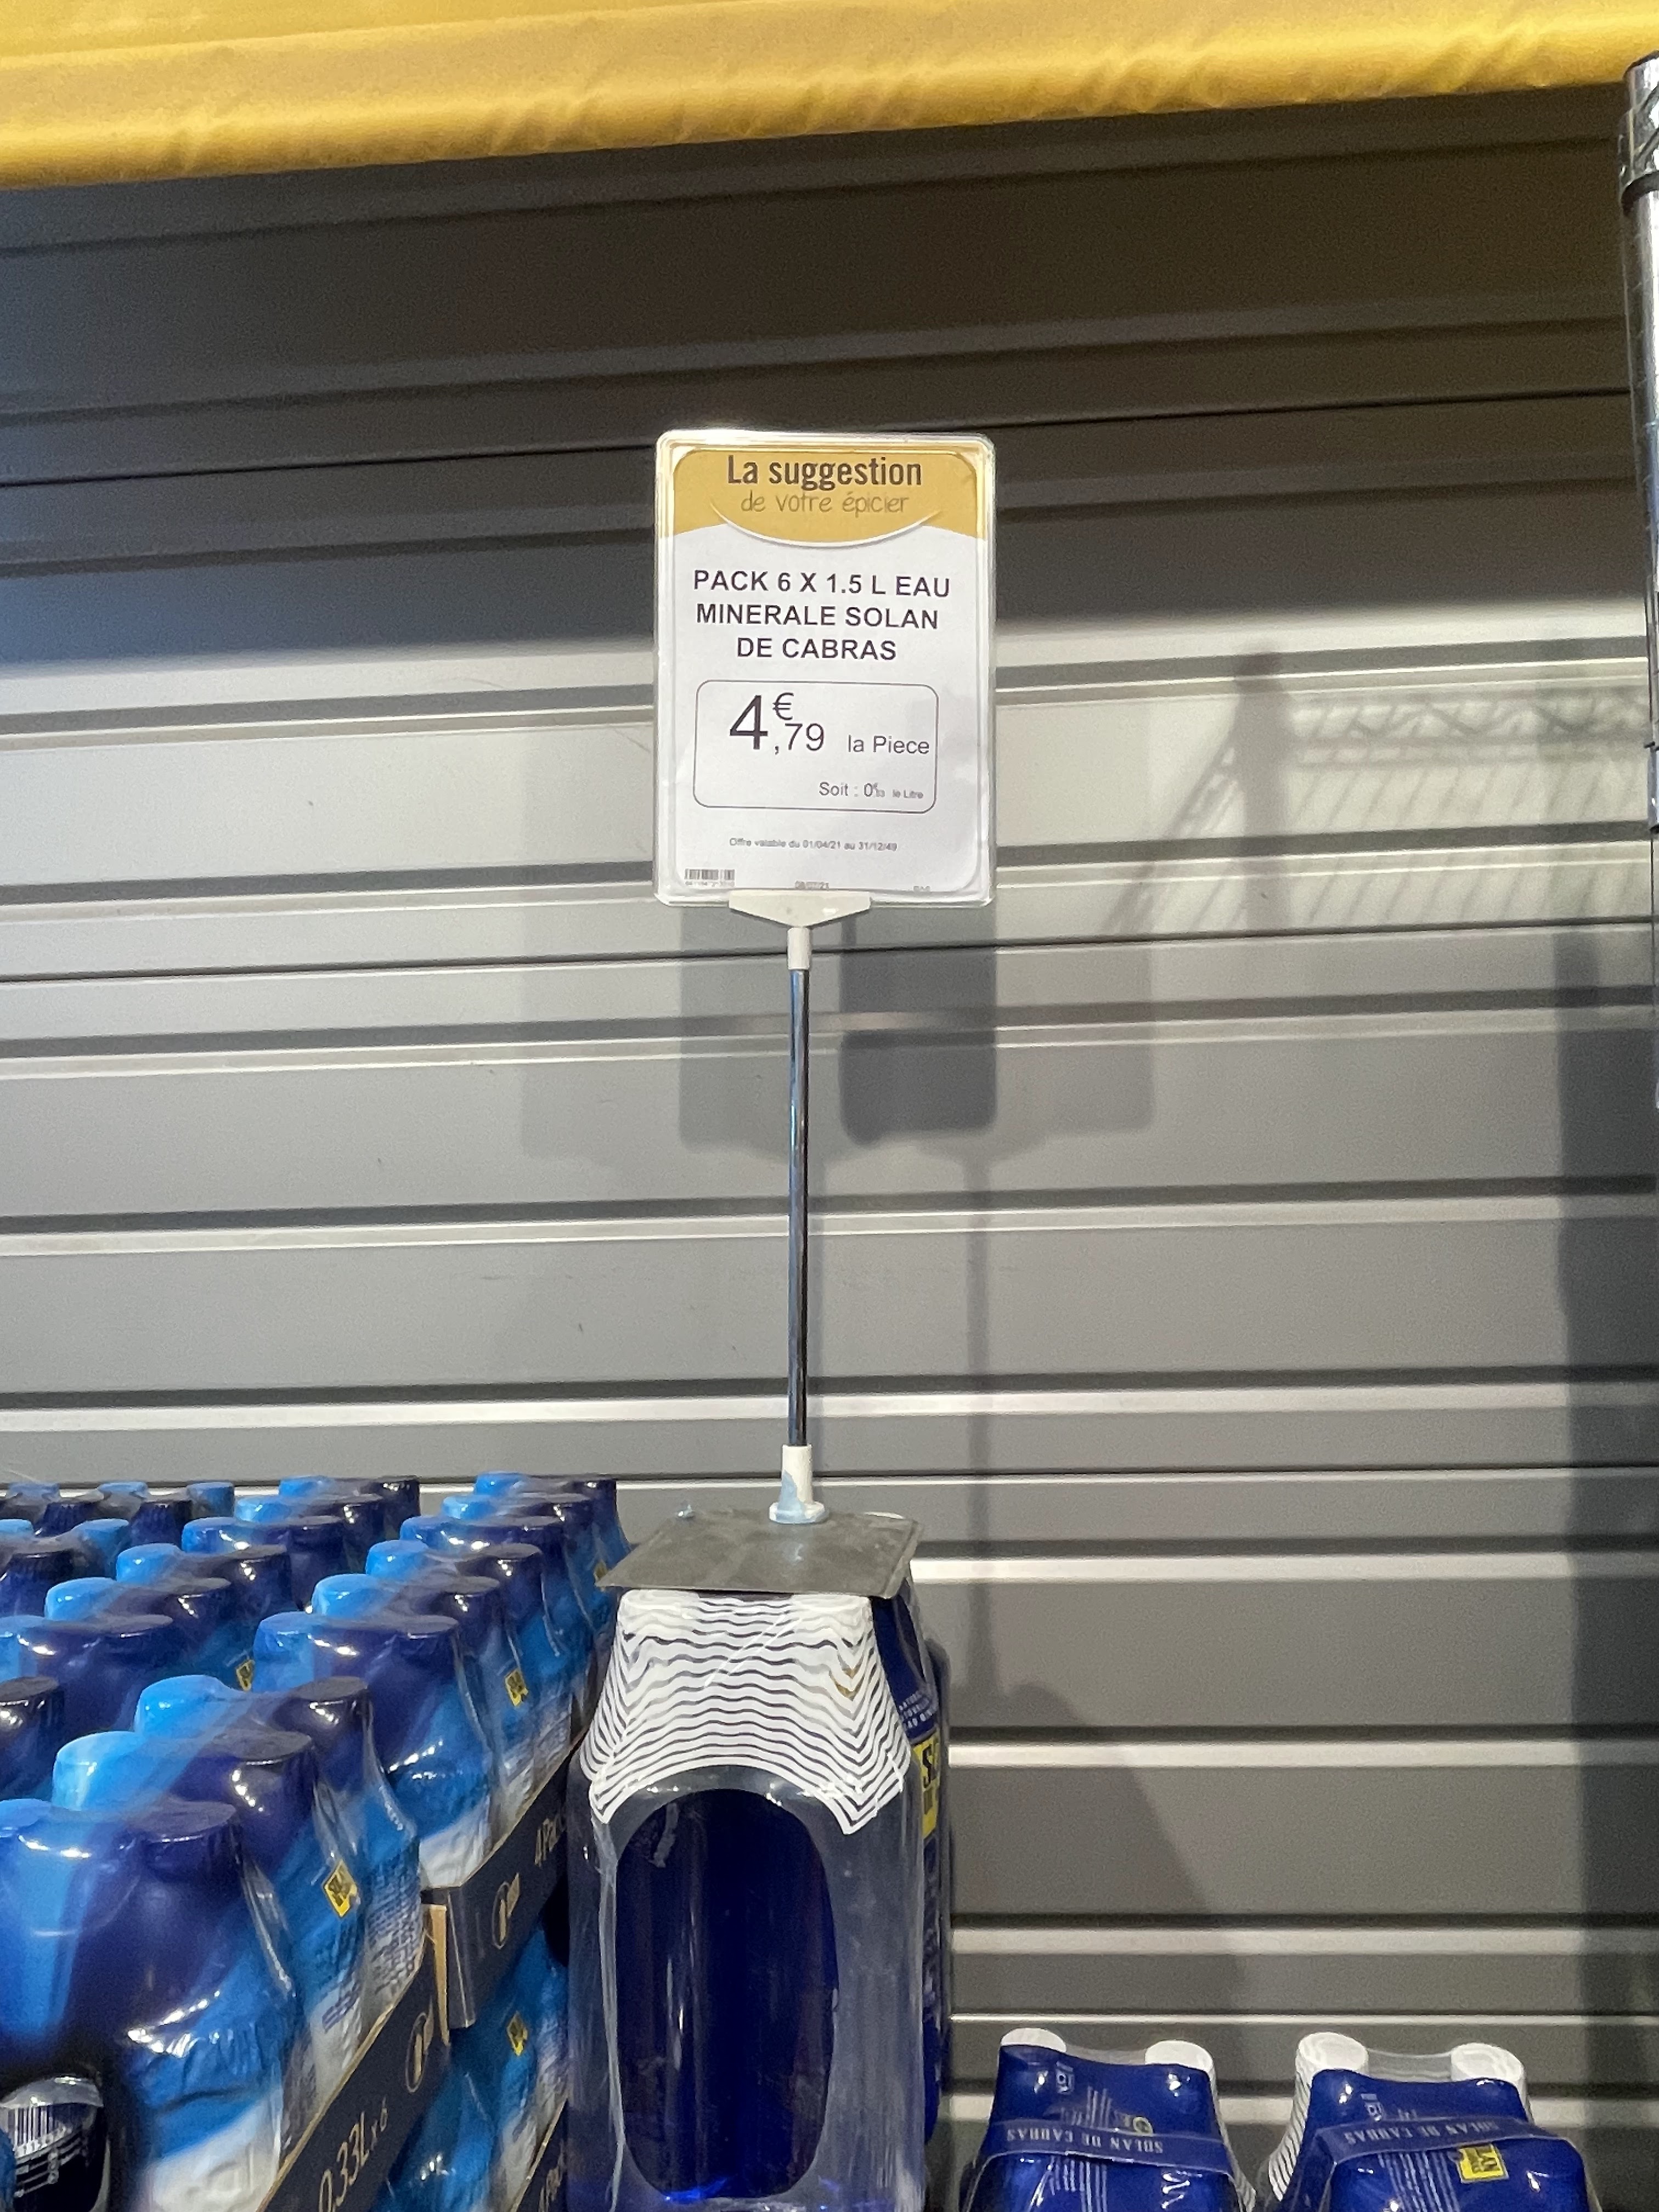 La suggestion
de votre épicier
PACK 6 X 1.5 L EAU
MINERALE SOLAN
DE CABRAS
4€,79 la Piece
Soit : 0€,53 le Litre
Offre valable du 01/04/21 au 31/12/49
0.33L x 6
SOLAN DE CABRAS
SOLAN DE CABRAS